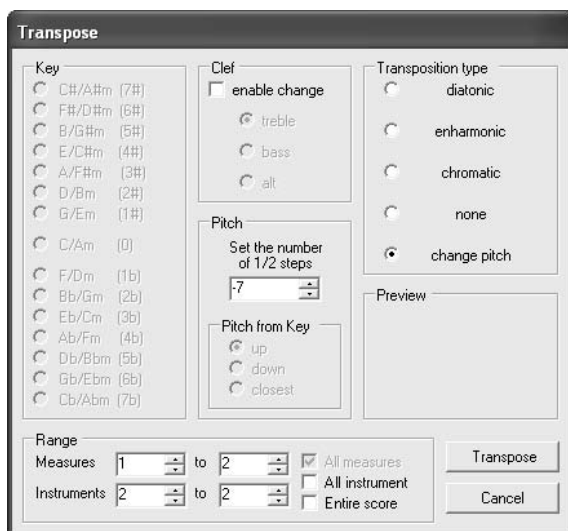 Transpose
Key
C#/A#m (7#)
F#/D#m (6#)
B/G#m (5#)
E/C#m (4#)
A/F#m (3#)
D/Bm (2#)
G/Em (1#)
C/Am (0)
F/Dm (1b)
Bb/Gm (2b)
Eb/Cm (3b)
Ab/Fm (4b)
Db/Bbm (5b)
Gb/Ebm (6b)
Cb/Abm (7b)
Clef
enable change
treble
bass
alt
Pitch
Set the number
of 1/2 steps
-7
Pitch from Key
up
down
closest
Transposition type
diatonic
enharmonic
chromatic
none
change pitch
Preview
Range
Measures 1 to 2 All measures
Instruments 2 to 2 All instrument
Entire score
Transpose
Cancel